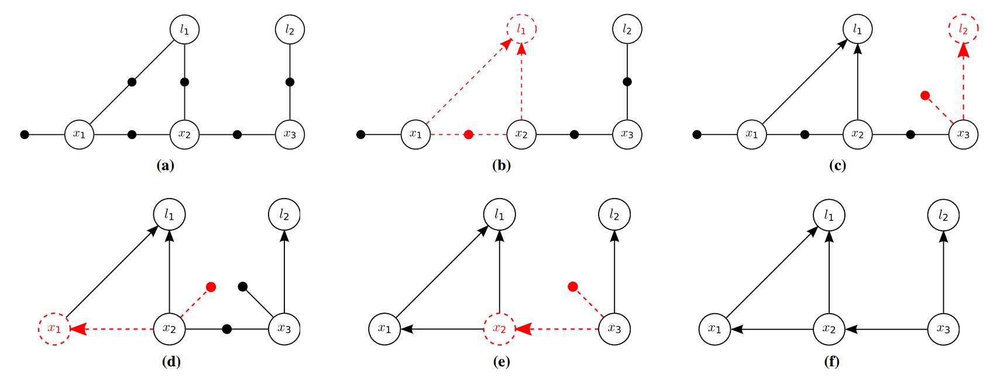 l1 l2 l1 l2 l1 l2
x1 x2 x3 x1 x2 x3 x1 x2 x3
(a) (b) (c)
l1 l2 l1 l2 l1 l2
x1 x2 x3 x1 x2 x3 x1 x2 x3
(d) (e) (f)